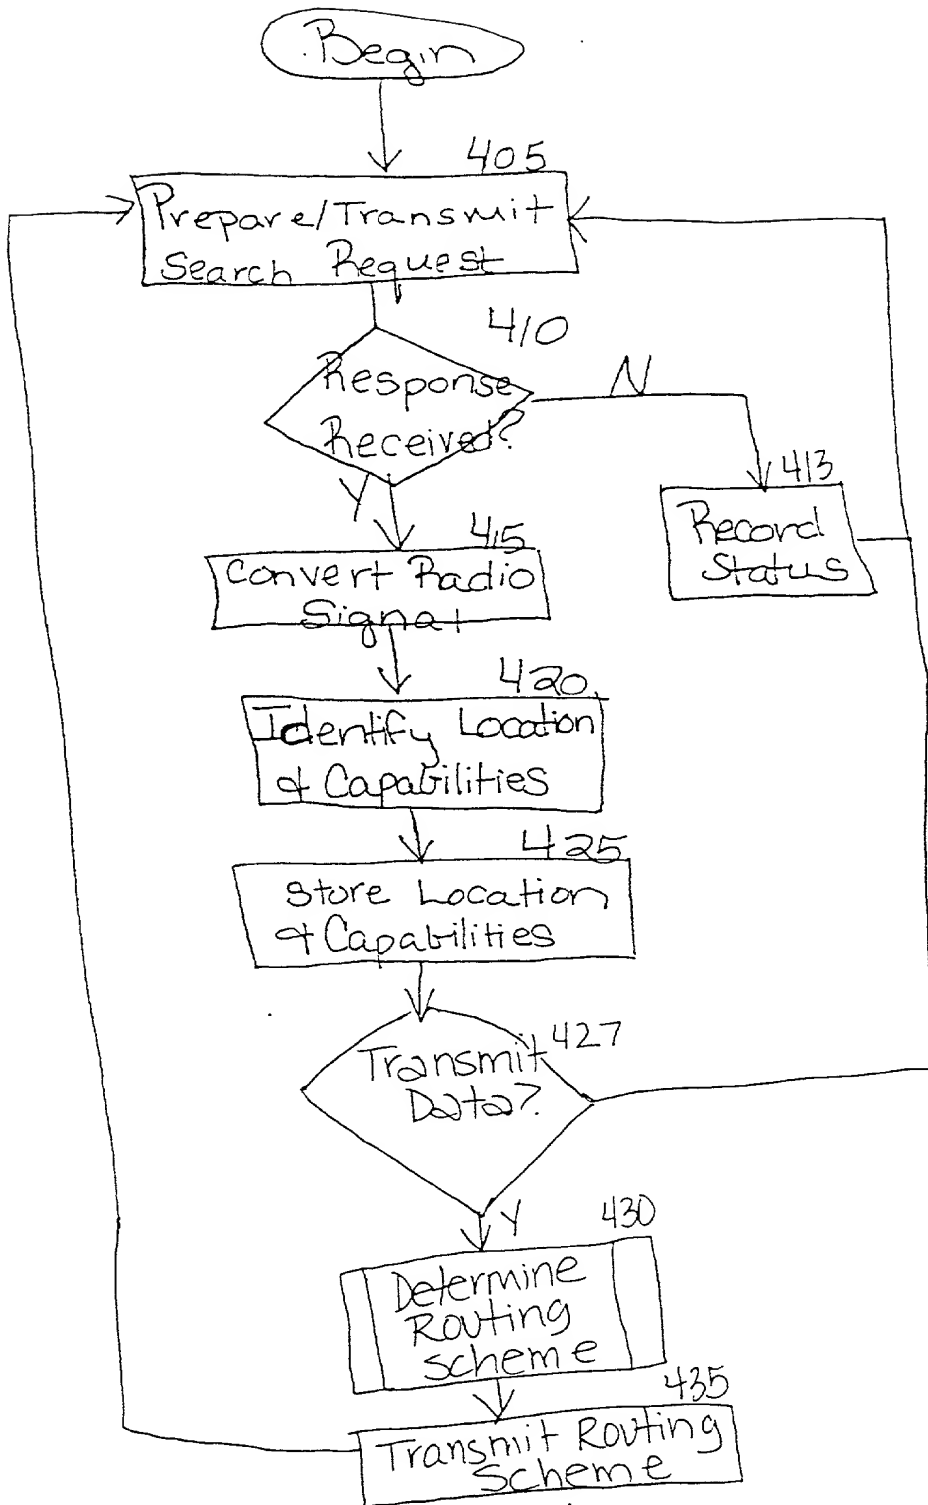 Begin
405
Prepare/Transmit
Search Request
410
Response
Received?
N
Y
413
Record
Status
415
Convert Radio
Signal
420
Identify Location
& Capabilities
425
Store Location
& Capabilities
427
Transmit
Data?
Y
430
Determine
Routing
Scheme
435
Transmit Routing
Scheme